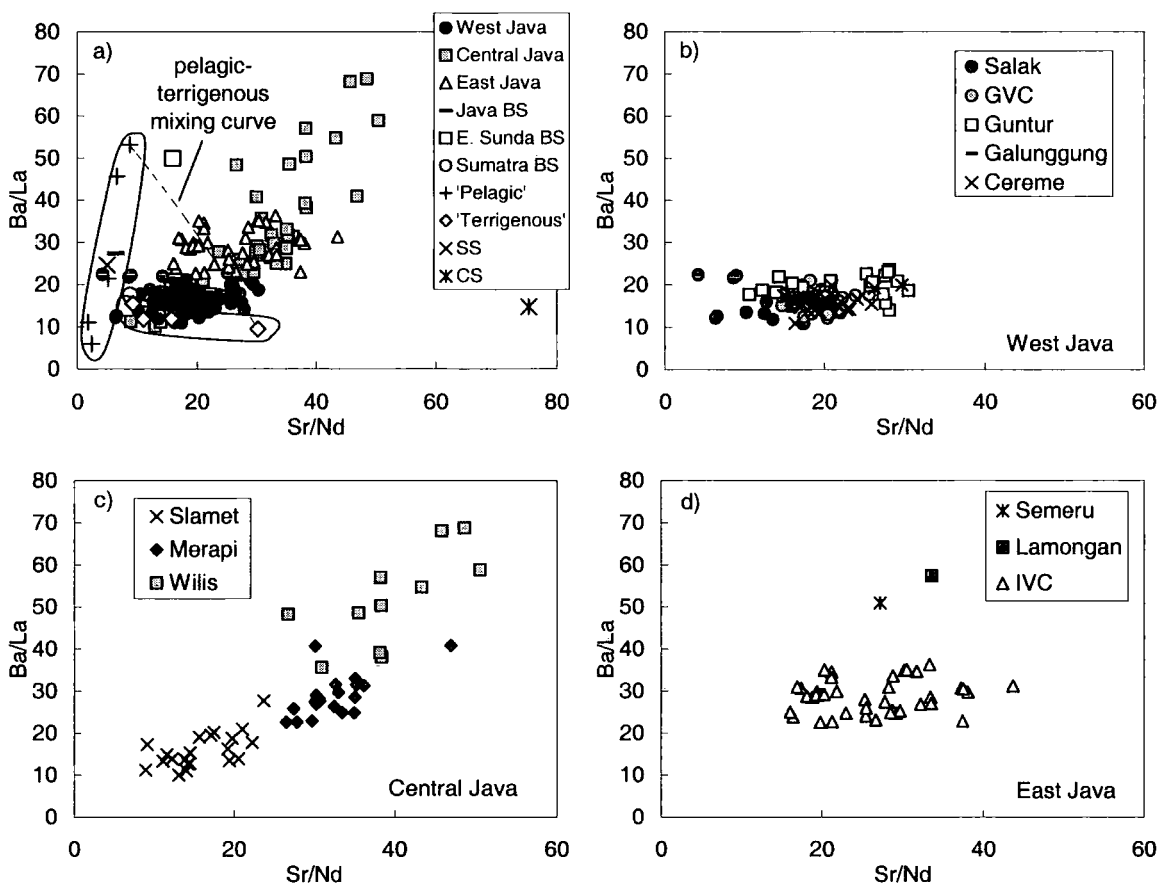 a)
pelagic-
terrigenous
mixing curve
West Java
Central Java
East Java
Java BS
E. Sunda BS
Sumatra BS
'Pelagic'
'Terrigenous'
SS
CS
80
70
60
50
40
30
20
10
0
Ba/La
0 20 40 60 80
Sr/Nd
b)
Salak
GVC
Guntur
Galunggung
Cereme
80
70
60
50
40
30
20
10
0
Ba/La
West Java
0 20 40 60
Sr/Nd
c)
Slamet
Merapi
Wilis
80
70
60
50
40
30
20
10
0
Ba/La
Central Java
0 20 40 60
Sr/Nd
d)
Semeru
Lamongan
IVC
80
70
60
50
40
30
20
10
0
Ba/La
East Java
0 20 40 60
Sr/Nd